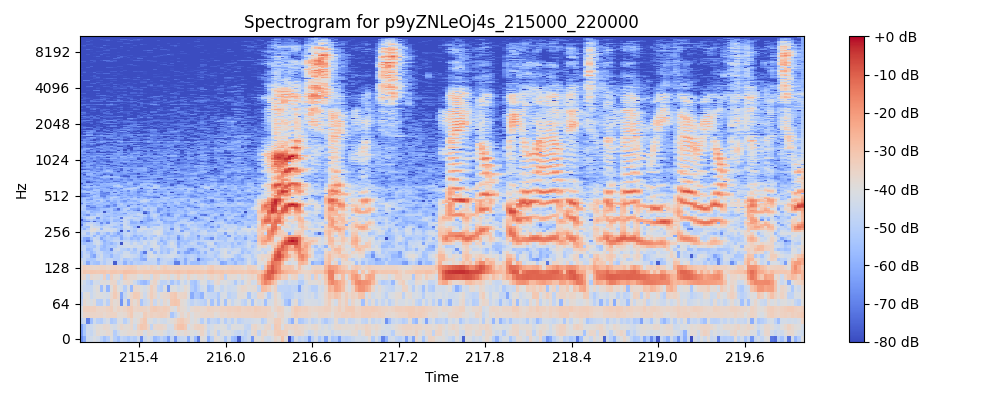 Spectrogram for p9yZNLeOj4s_215000_220000
Hz
8192
4096
2048
1024
512
256
128
64
0
215.4 216.0 216.6 217.2 217.8 218.4 219.0 219.6
Time
+0 dB
-10 dB
-20 dB
-30 dB
-40 dB
-50 dB
-60 dB
-70 dB
-80 dB